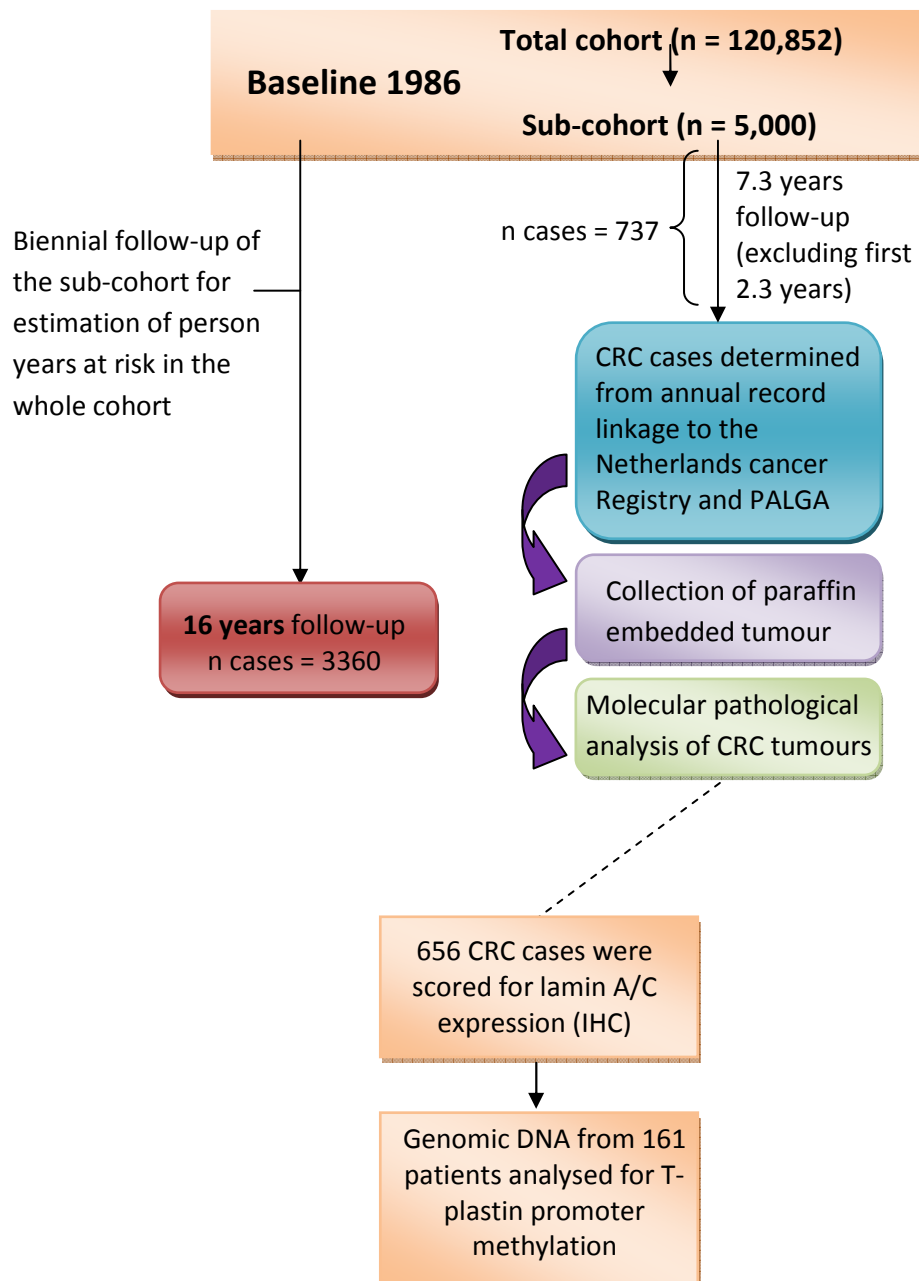 Total cohort (n = 120,852)
Baseline 1986
Sub-cohort (n = 5,000)
7.3 years
follow-up
(excluding first
2.3 years)
n cases = 737
Biennial follow-up of
the sub-cohort for
estimation of person
years at risk in the
whole cohort
CRC cases determined
from annual record
linkage to the
Netherlands cancer
Registry and PALGA
16 years follow-up
n cases = 3360
Collection of paraffin
embedded tumour
Molecular pathological
analysis of CRC tumours
656 CRC cases were
scored for lamin A/C
expression (IHC)
Genomic DNA from 161
patients analysed for T-
plastin promoter
methylation